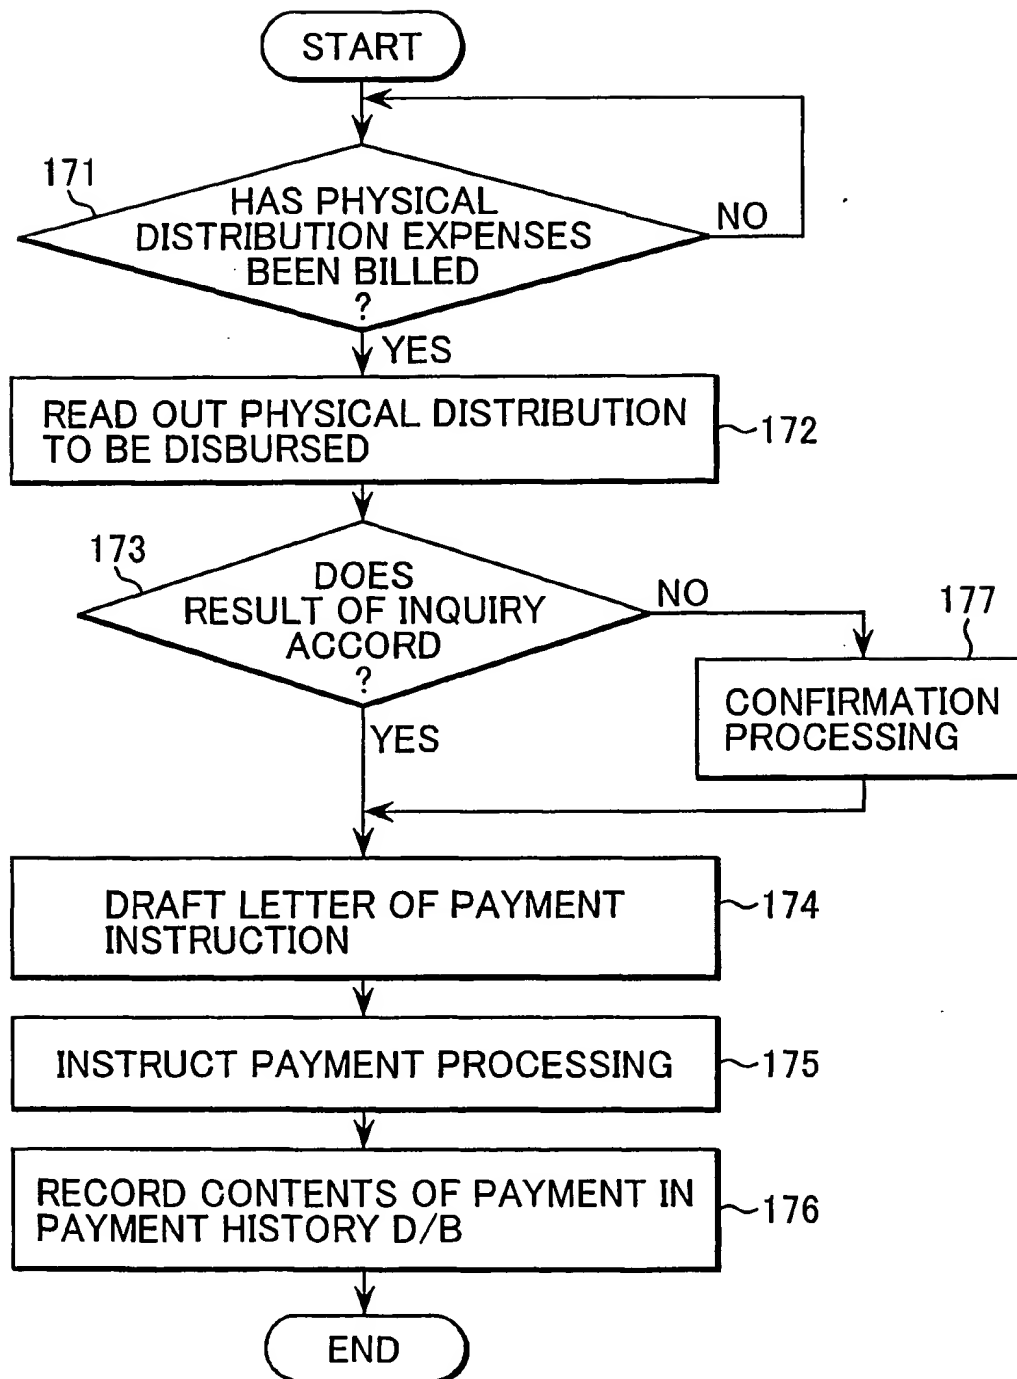 START
171
HAS PHYSICAL
DISTRIBUTION EXPENSES
BEEN BILLED
?
NO
YES
READ OUT PHYSICAL DISTRIBUTION
TO BE DISBURSED
172
173
DOES
RESULT OF INQUIRY
ACCORD
?
NO
177
CONFIRMATION
PROCESSING
YES
DRAFT LETTER OF PAYMENT
INSTRUCTION
174
INSTRUCT PAYMENT PROCESSING
175
RECORD CONTENTS OF PAYMENT IN
PAYMENT HISTORY D/B
176
END